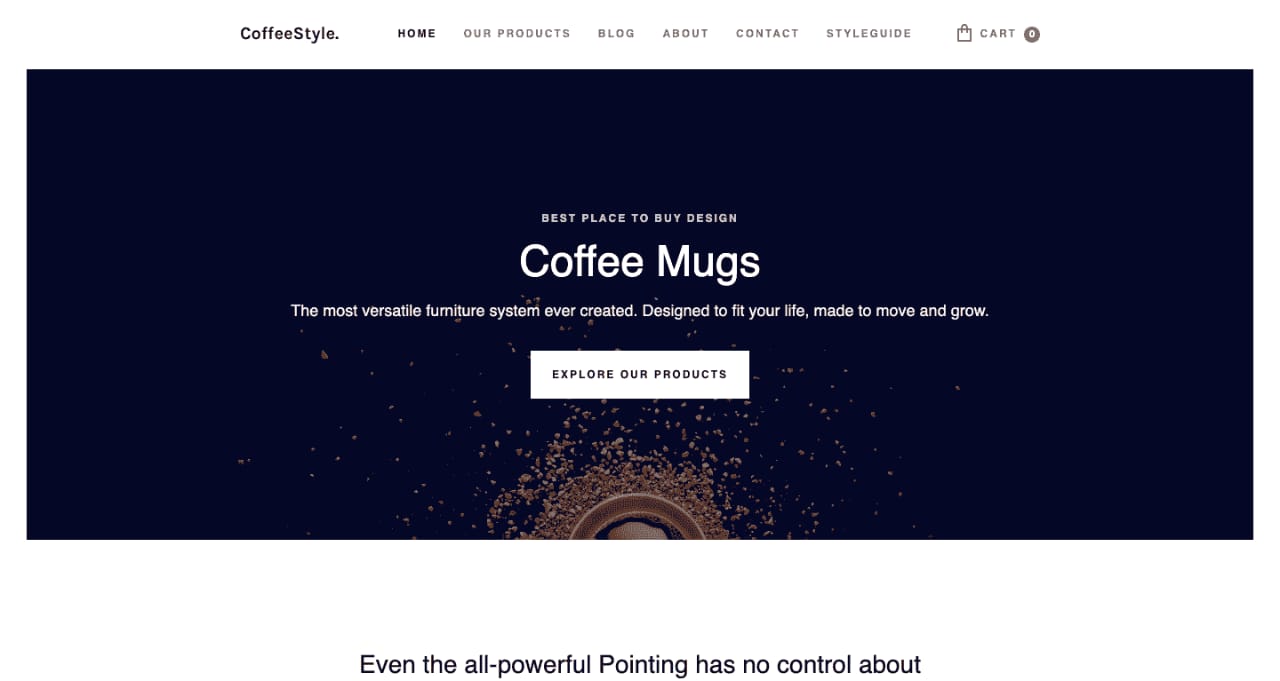 CoffeeStyle.
HOME OUR PRODUCTS BLOG ABOUT CONTACT STYLEGUIDE CART 0
BEST PLACE TO BUY DESIGN
Coffee Mugs
The most versatile furniture system ever created. Designed to fit your life, made to move and grow.
EXPLORE OUR PRODUCTS
Even the all-powerful Pointing has no control about